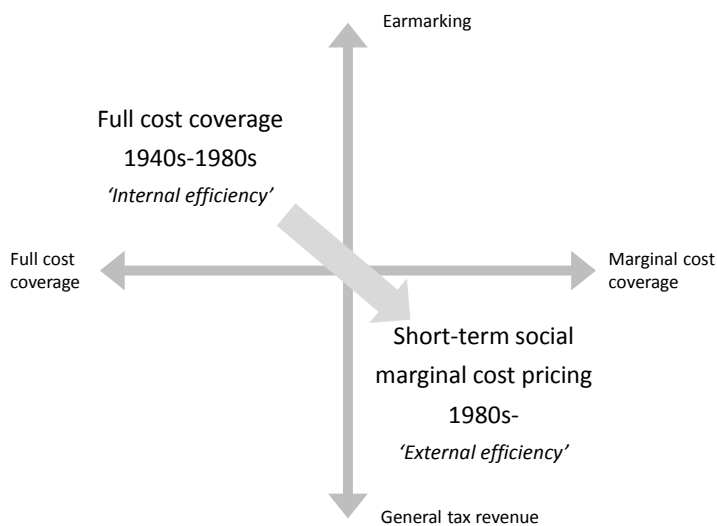 Earmarking
Full cost coverage
1940s-1980s
‘Internal efficiency’
Full cost
coverage
Marginal cost
coverage
Short-term social
marginal cost pricing
1980s-
‘External efficiency’
General tax revenue